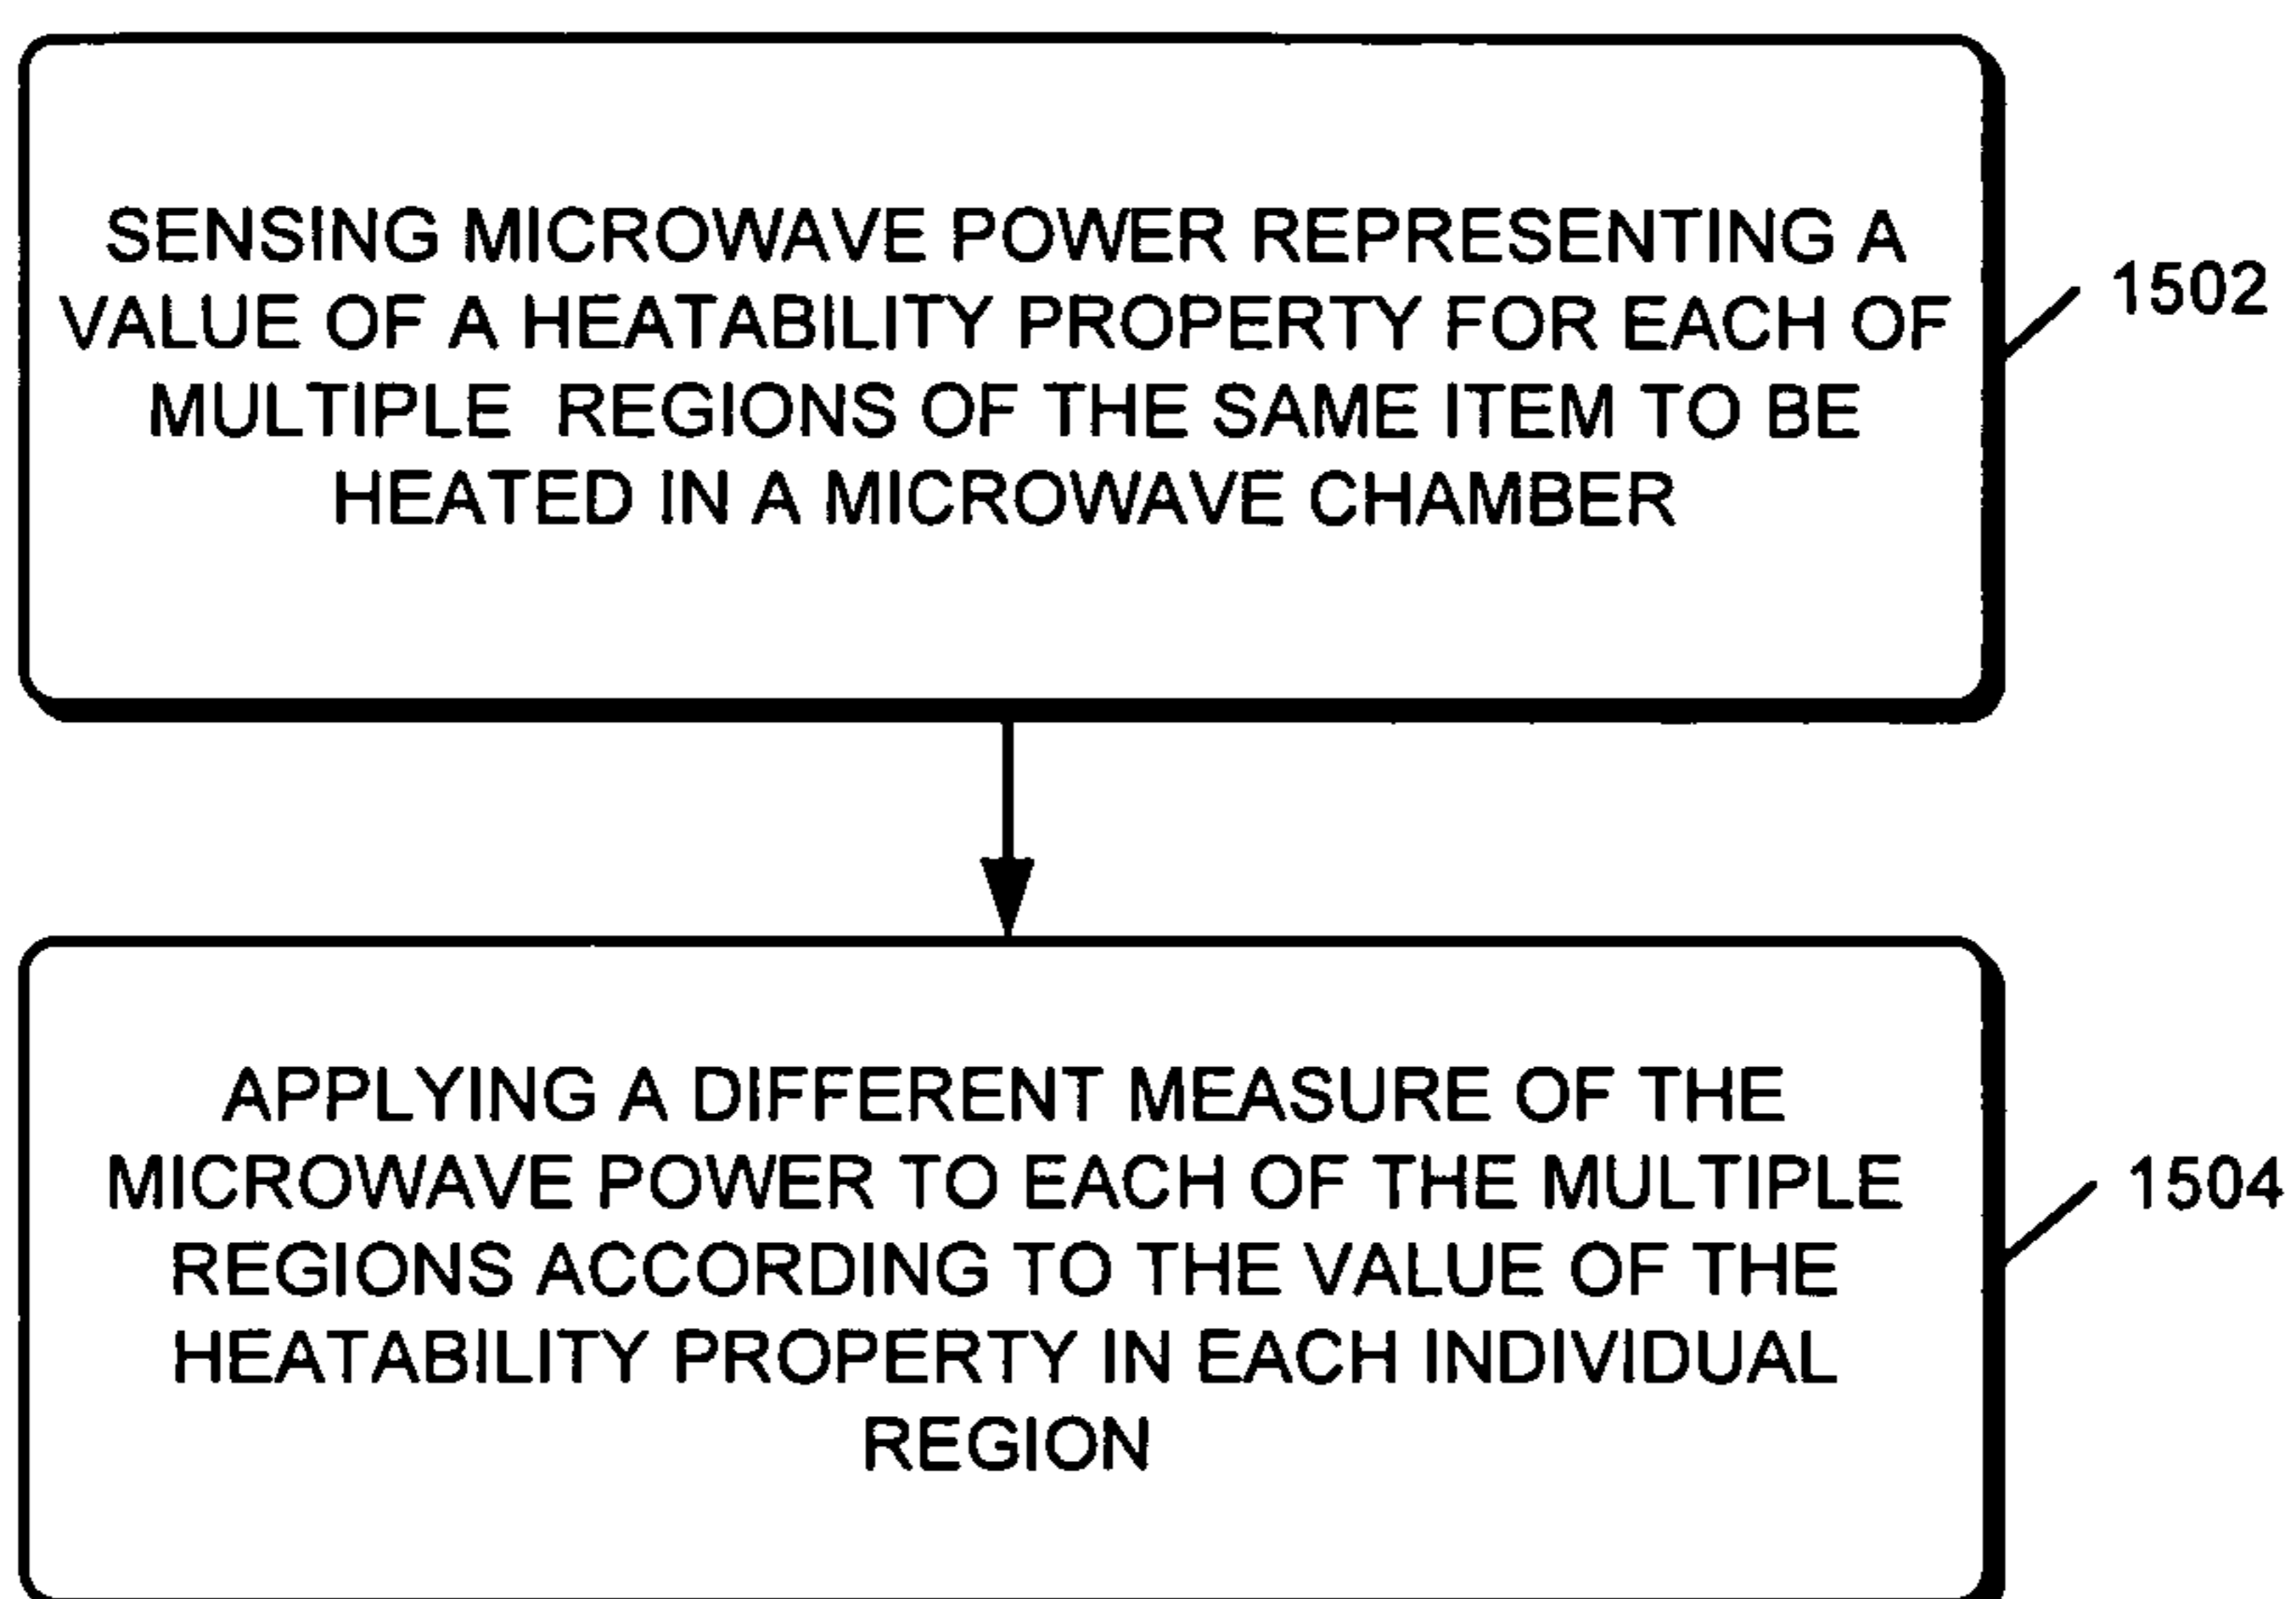 SENSING MICROWAVE POWER REPRESENTING A
VALUE OF A HEATABILITY PROPERTY FOR EACH OF
MULTIPLE REGIONS OF THE SAME ITEM TO BE
HEATED IN A MICROWAVE CHAMBER
1502
APPLYING A DIFFERENT MEASURE OF THE
MICROWAVE POWER TO EACH OF THE MULTIPLE
REGIONS ACCORDING TO THE VALUE OF THE
HEATABILITY PROPERTY IN EACH INDIVIDUAL
REGION
1504